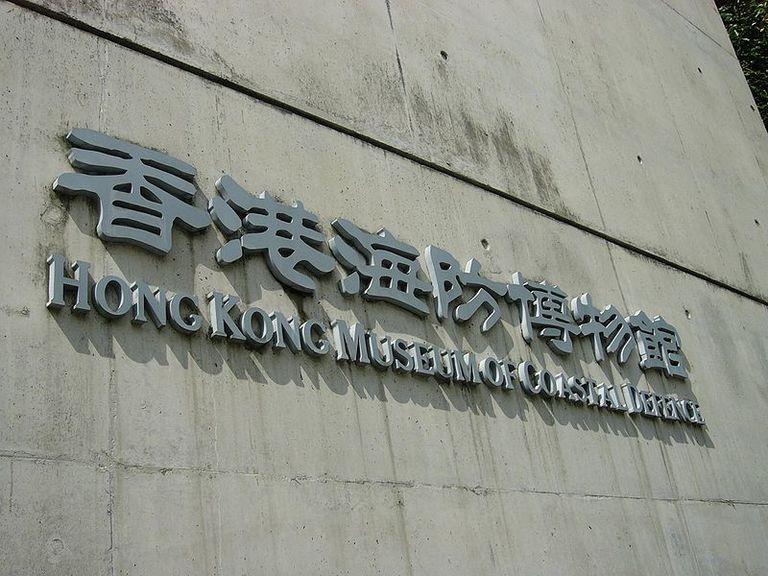 香港海防博物館
HONG KONG MUSEUM OF COASTAL DEFENCE